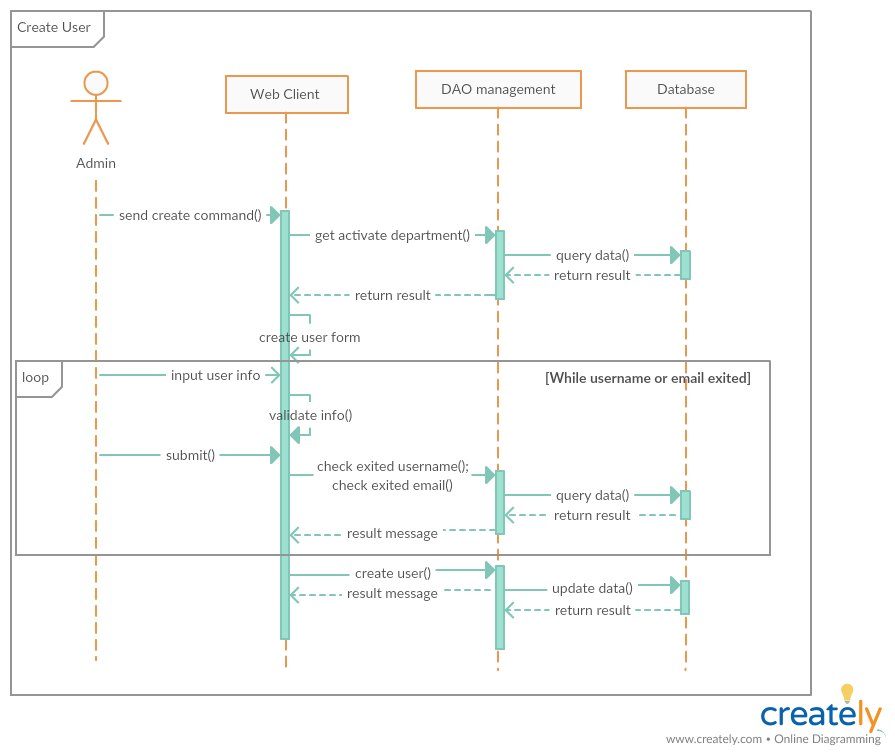 Create User
Web Client
DAO management
Database
Admin
send create command()
get activate department()
query data()
return result
return result
create user form
loop
[While username or email exited]
input user info
validate info()
submit()
check exited username();
check exited email()
query data()
return result
result message
create user()
result message
update data()
return result
creately
www.creately.com • Online Diagramming